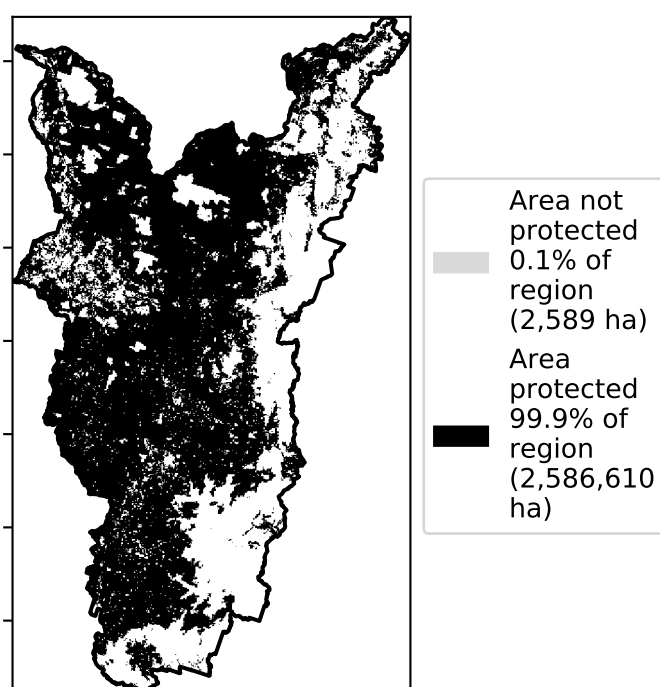 Area not
protected
0.1% of
region
(2,589 ha)
Area
protected
99.9% of
region
(2,586,610
ha)